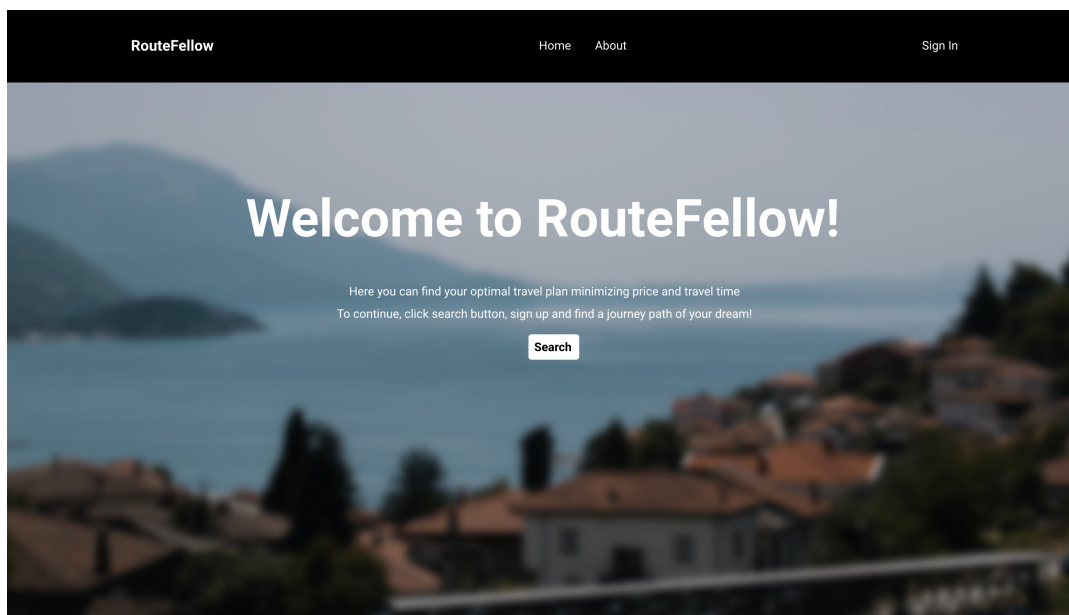 RouteFellow
Home About
Sign In
Welcome to RouteFellow!
Here you can find your optimal travel plan minimizing price and travel time
To continue, click search button, sign up and find a journey path of your dream!
Search